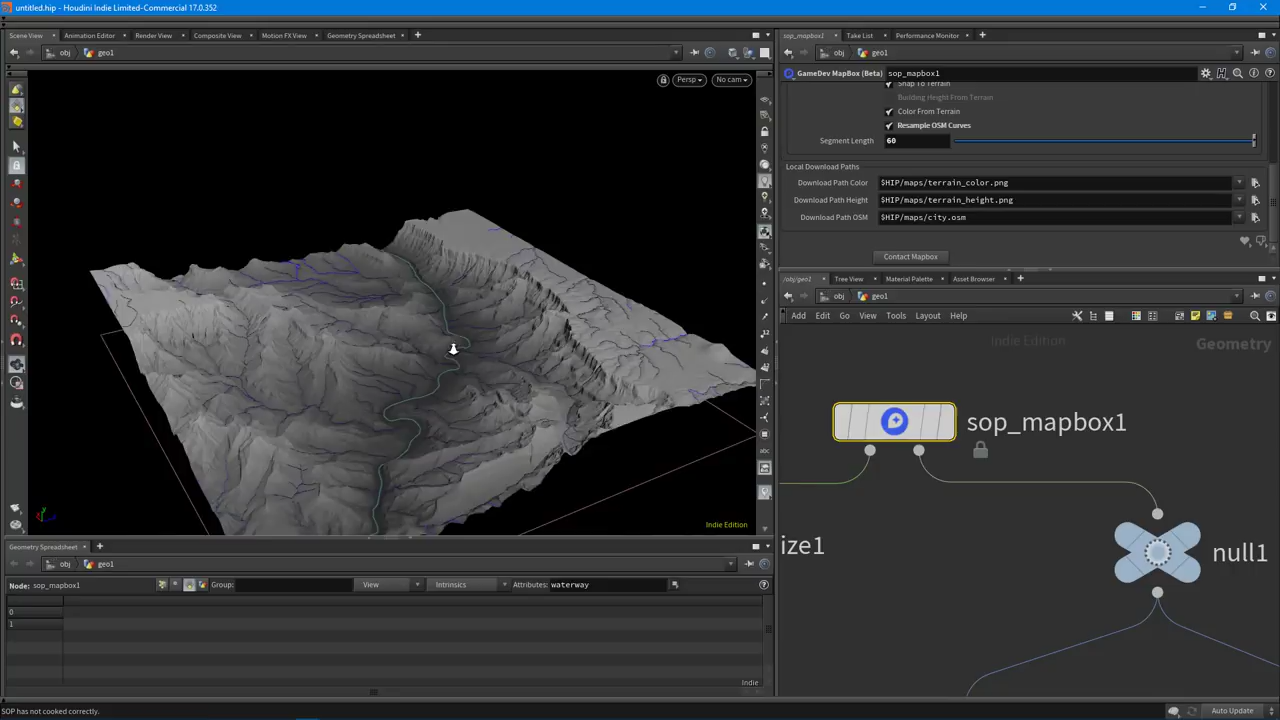 untitled.hip - Houdini Indie Limited-Commercial 17.0.352
Scene View
Animation Editor
Render View
Composite View
Motion FX View
Geometry Spreadsheet
obj
geo1
Persp
No cam
Indie Edition
Geometry Spreadsheet
obj
geo1
Node: sop_mapbox1
Group:
View
Intrinsics
Attributes: waterway
0
1
Indie
SOP has not cooked correctly.
sop_mapbox1
Take List
Performance Monitor
obj
geo1
GameDev MapBox (Beta)
sop_mapbox1
Snap To Terrain
Building Height From Terrain
Color From Terrain
Resample OSM Curves
Segment Length
60
Local Download Paths
Download Path Color
$HIP/maps/terrain_color.png
Download Path Height
$HIP/maps/terrain_height.png
Download Path OSM
$HIP/maps/city.osm
Contact Mapbox
/obj/geo1
Tree View
Material Palette
Asset Browser
obj
geo1
Add
Edit
Go
View
Tools
Layout
Help
Indie Edition
Geometry
sop_mapbox1
ize1
null1
Auto Update